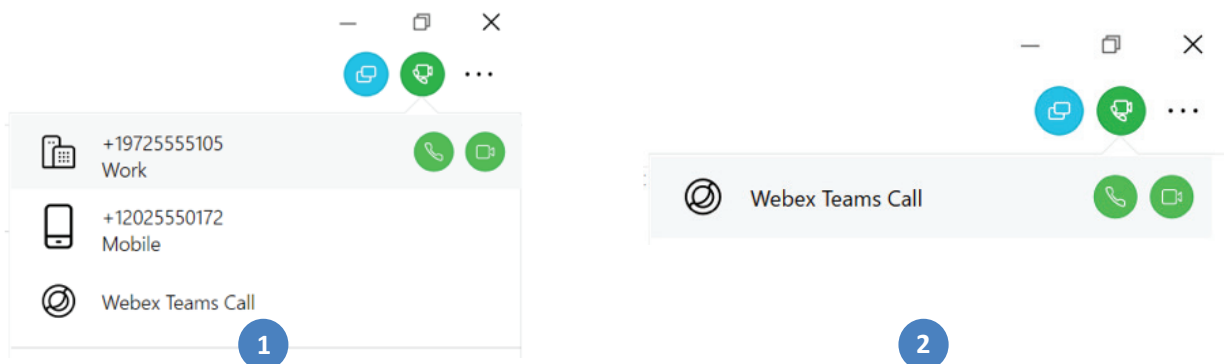 +19725555105
Work
+12025550172
Mobile
Webex Teams Call
1
Webex Teams Call
2